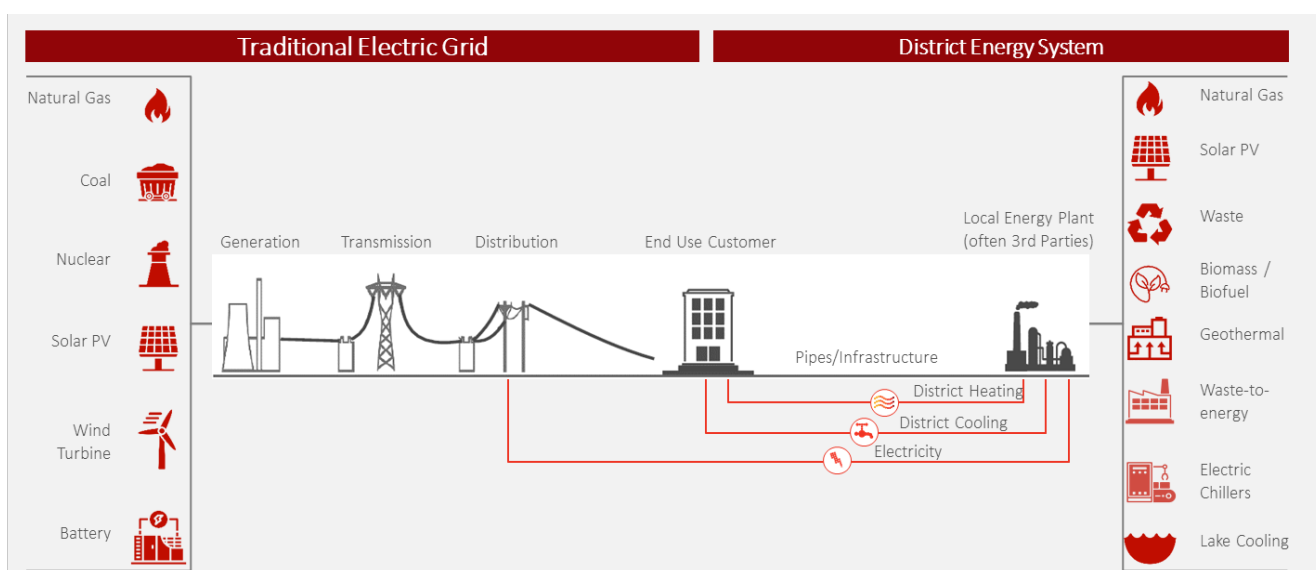 Traditional Electric Grid
District Energy System
Natural Gas
Coal
Nuclear
Solar PV
Wind
Turbine
Battery
Generation
Transmission
Distribution
End Use Customer
Local Energy Plant
(often 3rd Parties)
Pipes/Infrastructure
District Heating
District Cooling
Electricity
Natural Gas
Solar PV
Waste
Biomass /
Biofuel
Geothermal
Waste-to-
energy
Electric
Chillers
Lake Cooling